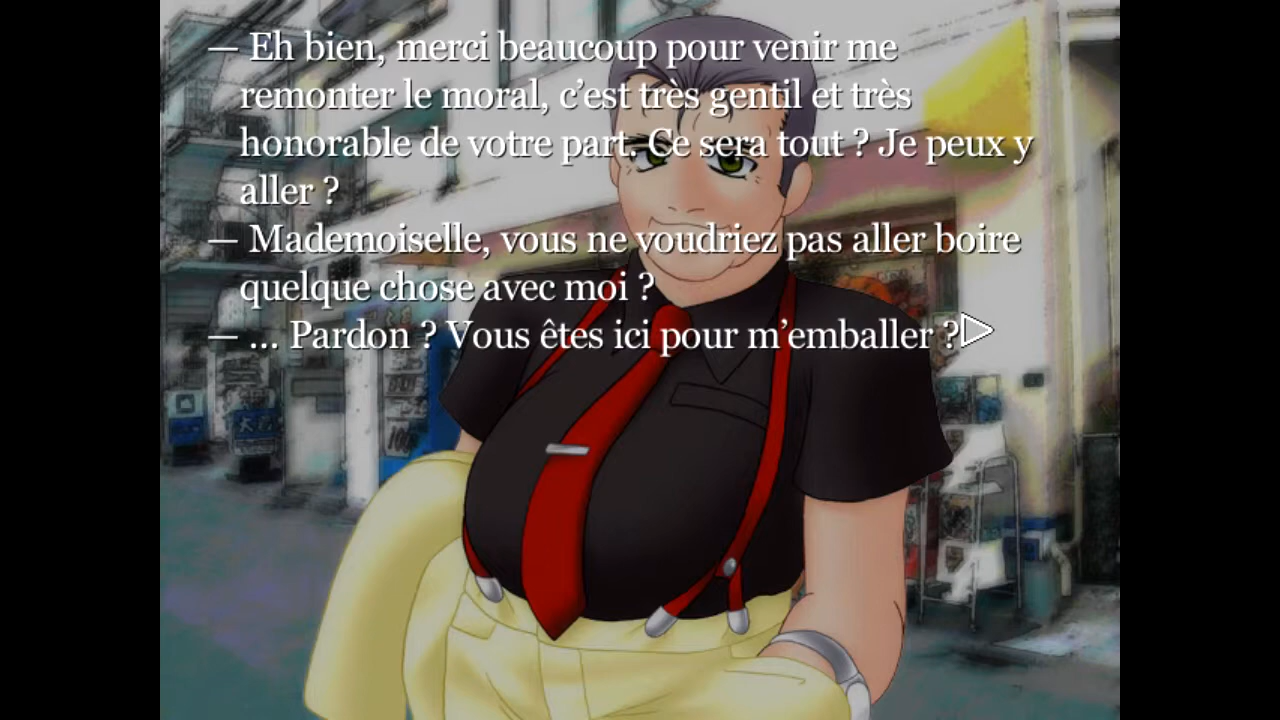 — Eh bien, merci beaucoup pour venir me
remonter le moral, c’est très gentil et très
honorable de votre part. Ce sera tout ? Je peux y
aller ?
— Mademoiselle, vous ne voudriez pas aller boire
quelque chose avec moi ?
— … Pardon ? Vous êtes ici pour m’emballer ?